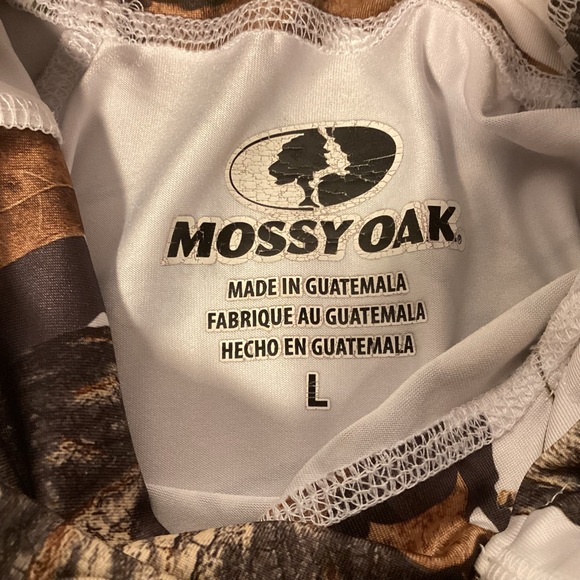 MOSSY OAK®
MADE IN GUATEMALA
FABRIQUE AU GUATEMALA
HECHO EN GUATEMALA
L